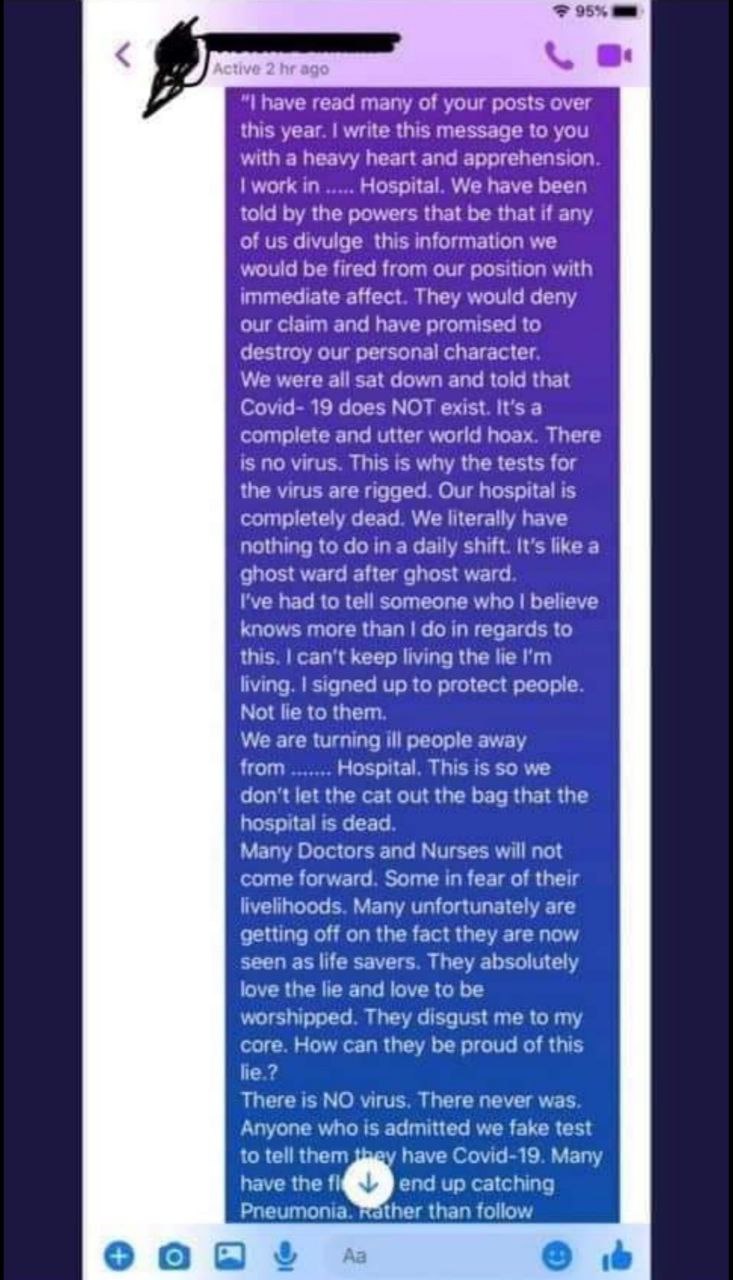 95%
Active 2 hr ago
"I have read many of your posts over
this year. I write this message to you
with a heavy heart and apprehension.
I work in ..... Hospital. We have been
told by the powers that be that if any
of us divulge  this information we
would be fired from our position with
immediate affect. They would deny
our claim and have promised to
destroy our personal character.
We were all sat down and told that
Covid- 19 does NOT exist. It's a
complete and utter world hoax. There
is no virus. This is why the tests for
the virus are rigged. Our hospital is
completely dead. We literally have
nothing to do in a daily shift. It's like a
ghost ward after ghost ward.
I've had to tell someone who I believe
knows more than I do in regards to
this. I can't keep living the lie I'm
living. I signed up to protect people.
Not lie to them.
We are turning ill people away
from ....... Hospital. This is so we
don't let the cat out the bag that the
hospital is dead.
Many Doctors and Nurses will not
come forward. Some in fear of their
livelihoods. Many unfortunately are
getting off on the fact they are now
seen as life savers. They absolutely
love the lie and love to be
worshipped. They disgust me to my
core. How can they be proud of this
lie.?
There is NO virus. There never was.
Anyone who is admitted we fake test
to tell them they have Covid-19. Many
have the end up catching
Pneumonia. Rather than follow
Aa